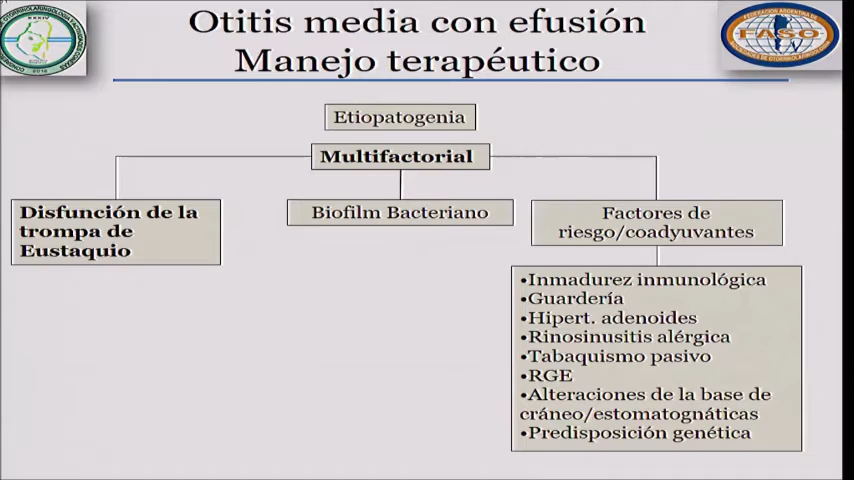 Otitis media con efusión
Manejo terapéutico
FASO
Etiopatogenia
Multifactorial
Disfunción de la
trompa de
Eustaquio
Biofilm Bacteriano
Factores de
riesgo/coadyuvantes
•Inmadurez inmunológica
•Guardería
•Hipert. adenoides
•Rinosinusitis alérgica
•Tabaquismo pasivo
•RGE
•Alteraciones de la base de
cráneo/estomatognáticas
•Predisposición genética